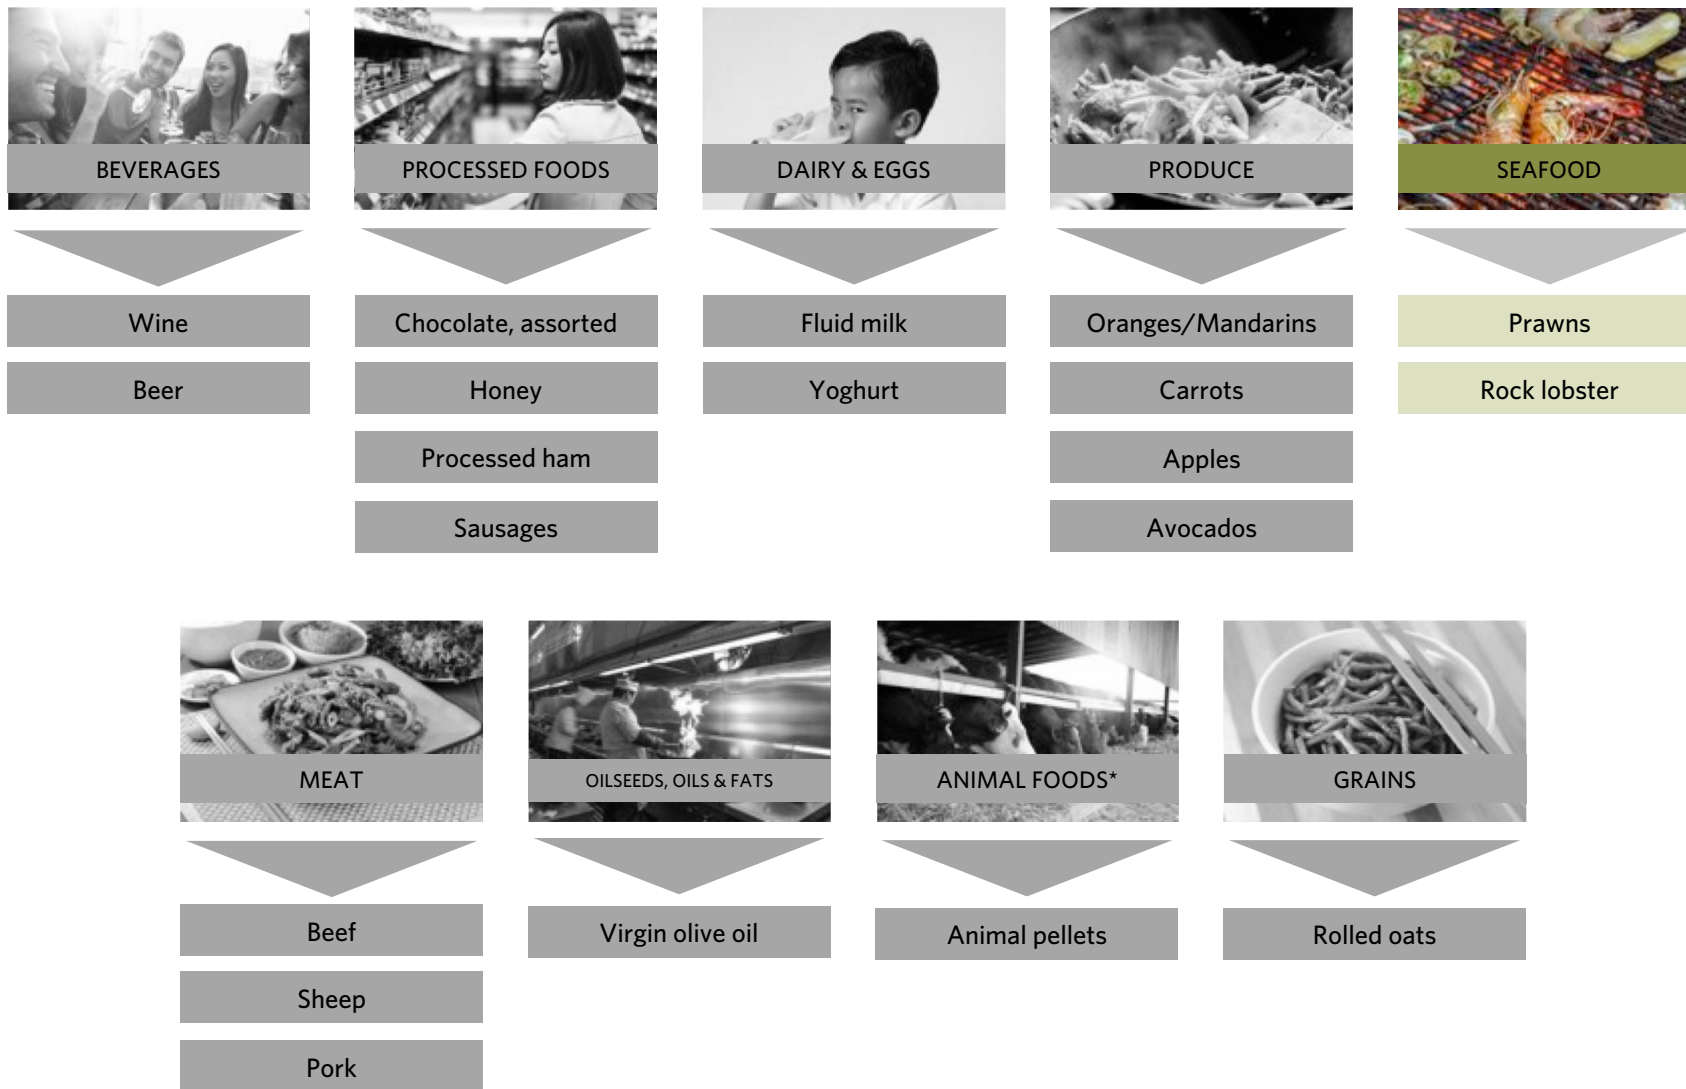 BEVERAGES
PROCESSED FOODS
DAIRY & EGGS
PRODUCE
SEAFOOD
Wine
Chocolate, assorted
Fluid milk
Oranges/Mandarins
Prawns
Beer
Honey
Yoghurt
Carrots
Rock lobster
Processed ham
Apples
Sausages
Avocados
MEAT
OILSEEDS, OILS & FATS
ANIMAL FOODS*
GRAINS
Beef
Virgin olive oil
Animal pellets
Rolled oats
Sheep
Pork